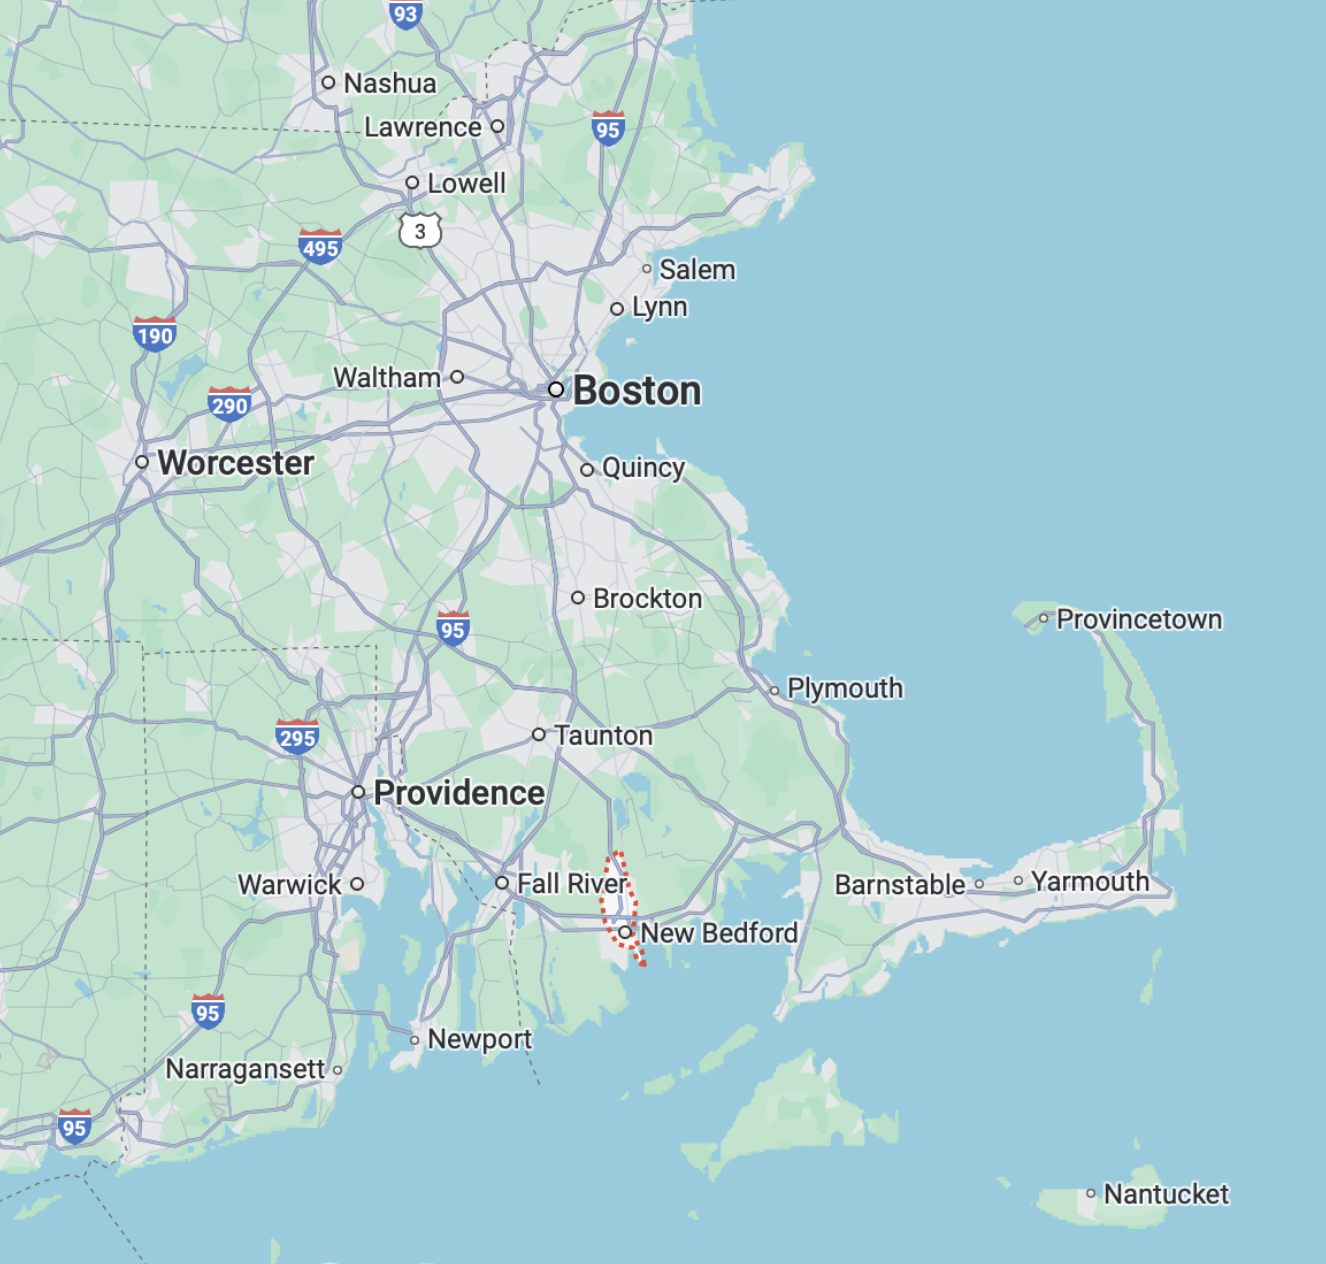 93
Nashua
Lawrence
95
Lowell
3
495
Salem
Lynn
190
Waltham
Boston
290
Worcester
Quincy
Brockton
95
Provincetown
Plymouth
295
Taunton
Providence
Warwick
Fall River
Barnstable
Yarmouth
New Bedford
95
Newport
Narragansett
95
Nantucket